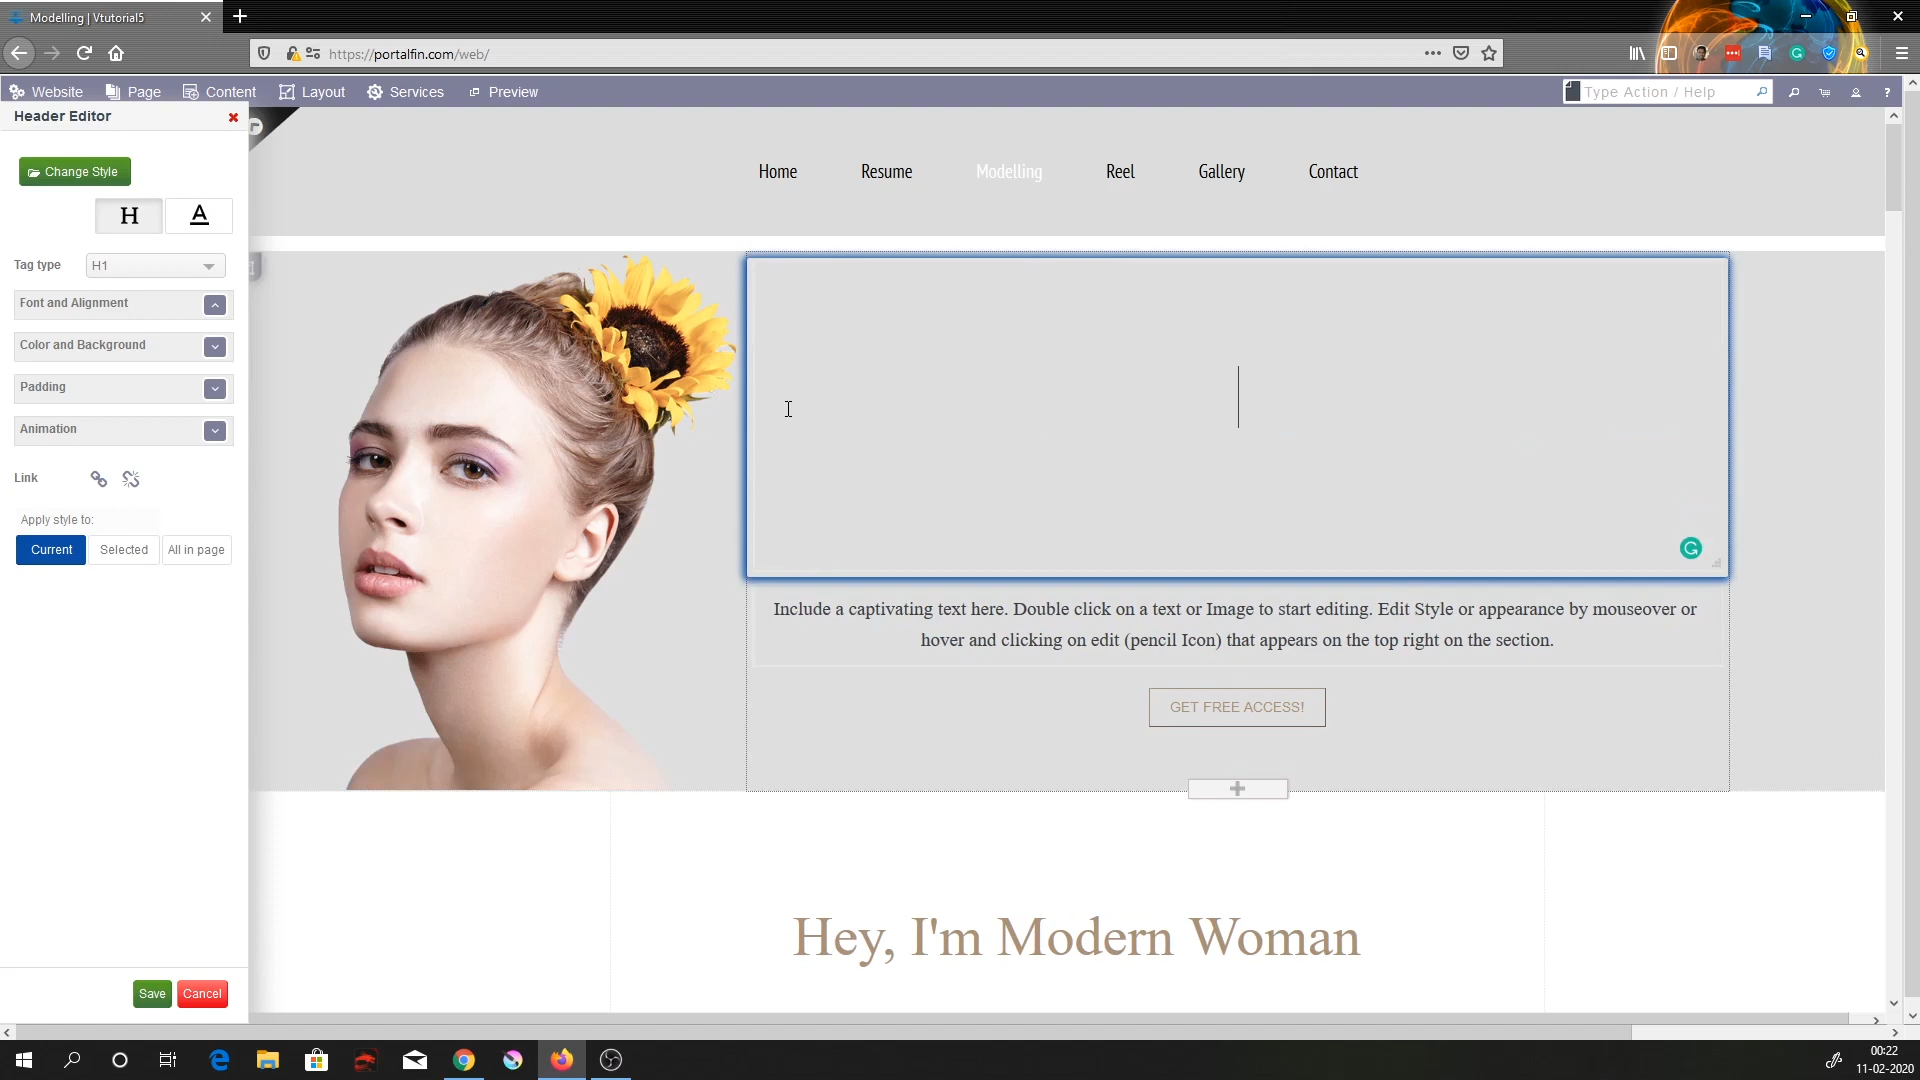 Modelling | Vtutorial5
https://portalfin.com/web/
Website
Page
Content
Layout
Services
Preview
Type Action / Help
?
Header Editor
Change Style
H
A
Tag type
H1
Font and Alignment
Color and Background
Padding
Animation
Link
Apply style to:
Current
Selected
All in page
Save
Cancel
Home
Resume
Modelling
Reel
Gallery
Contact
Include a captivating text here. Double click on a text or Image to start editing. Edit Style or appearance by mouseover or
hover and clicking on edit (pencil Icon) that appears on the top right on the section.
GET FREE ACCESS!
Hey, I'm Modern Woman
00:22
11-02-2020